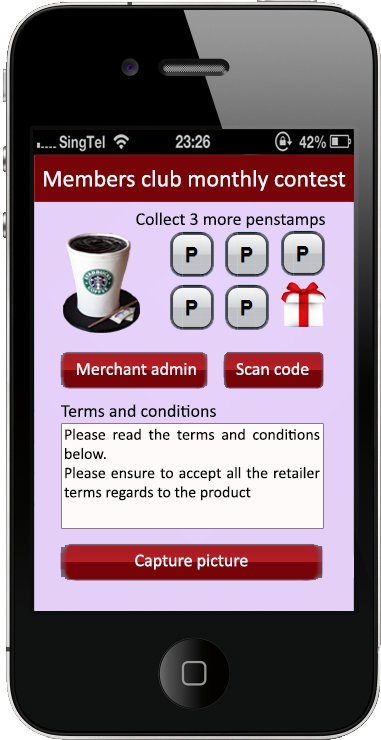 SingTel 23:26 42%
Members club monthly contest
Collect 3 more penstamps
P P P
P P
STARBUCKS
Merchant admin Scan code
Terms and conditions
Please read the terms and conditions
below.
Please ensure to accept all the retailer
terms regards to the product
Capture picture